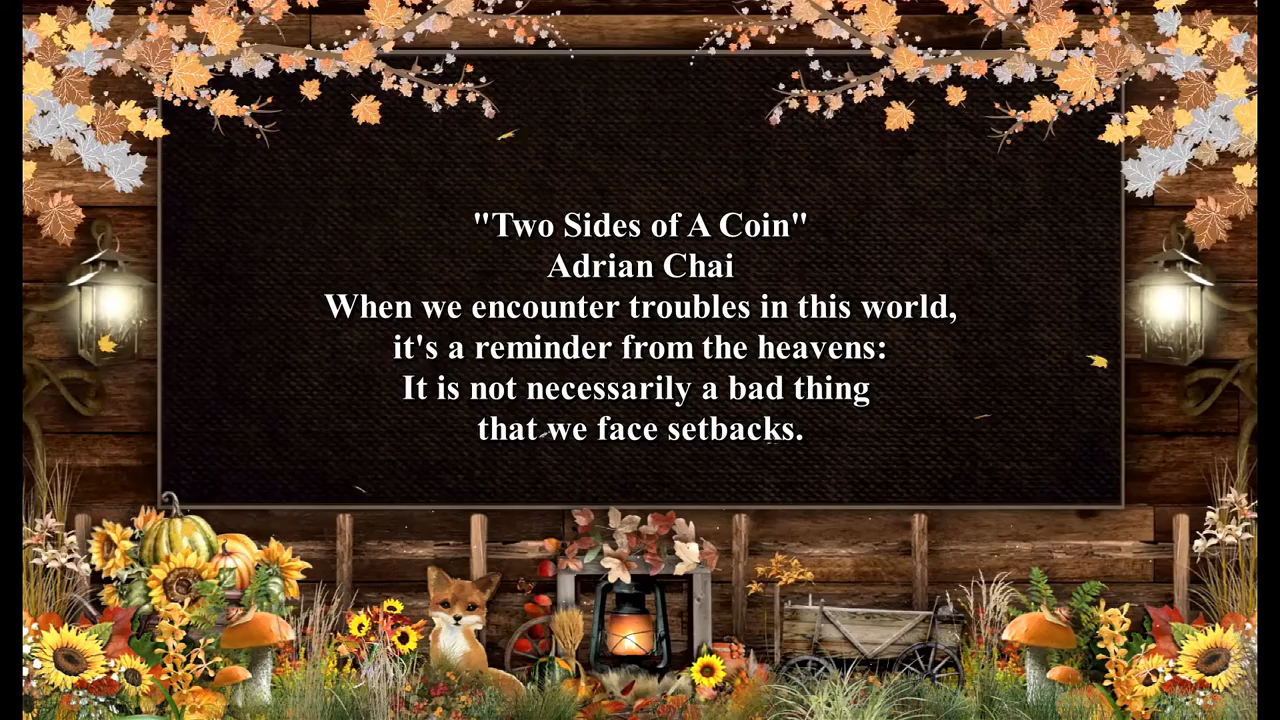 "Two Sides of A Coin"
Adrian Chai
When we encounter troubles in this world,
it's a reminder from the heavens:
It is not necessarily a bad thing
that we face setbacks.